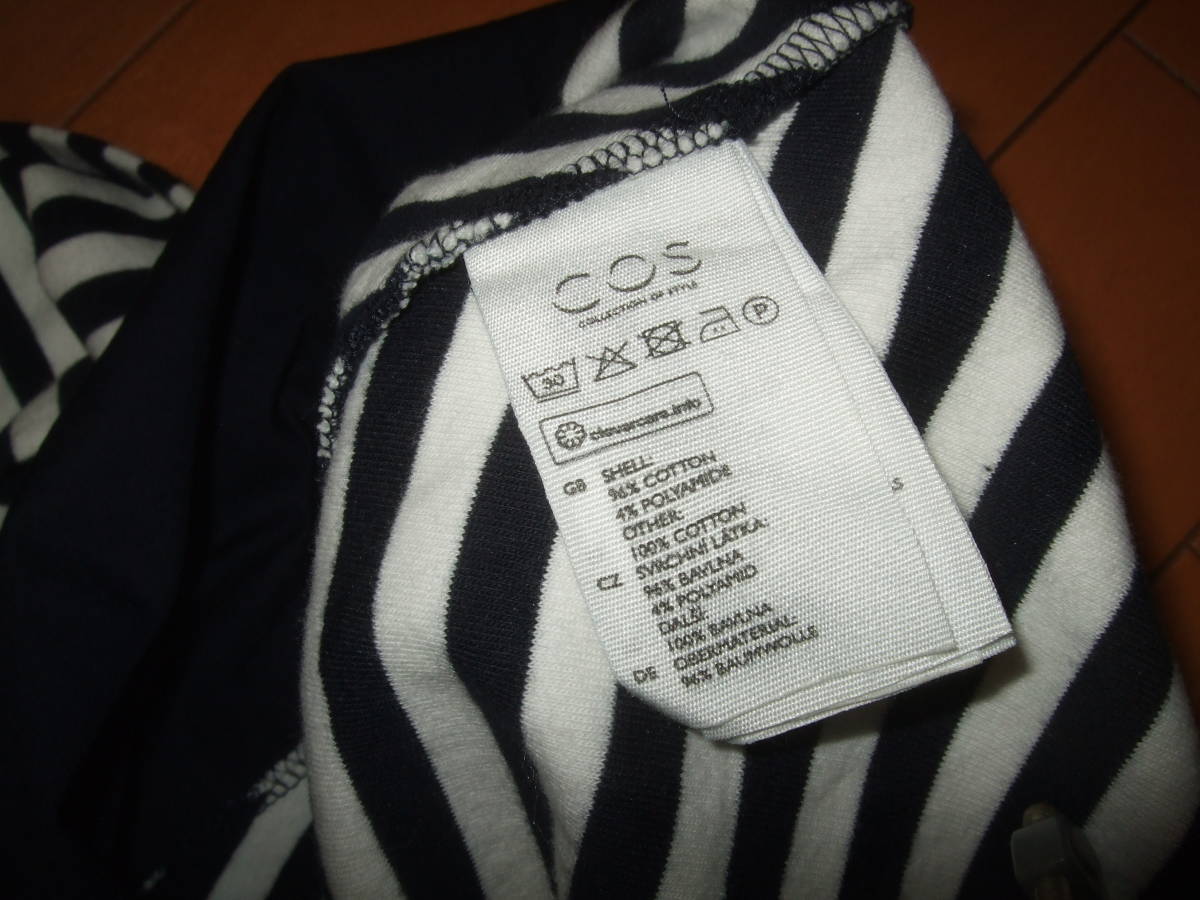 COS
COLLECTION OF STYLE
30
P
clevercare.info
GB SHELL:
96% COTTON
4% POLYAMIDE
OTHER:
100% COTTON
CZ SVRCHNÍ LÁTKA:
96% BAVLNA
4% POLYAMID
DALŠÍ
100% BAVLNA
DE OBERMATERIAL:
96% BAUMWOLLE
S